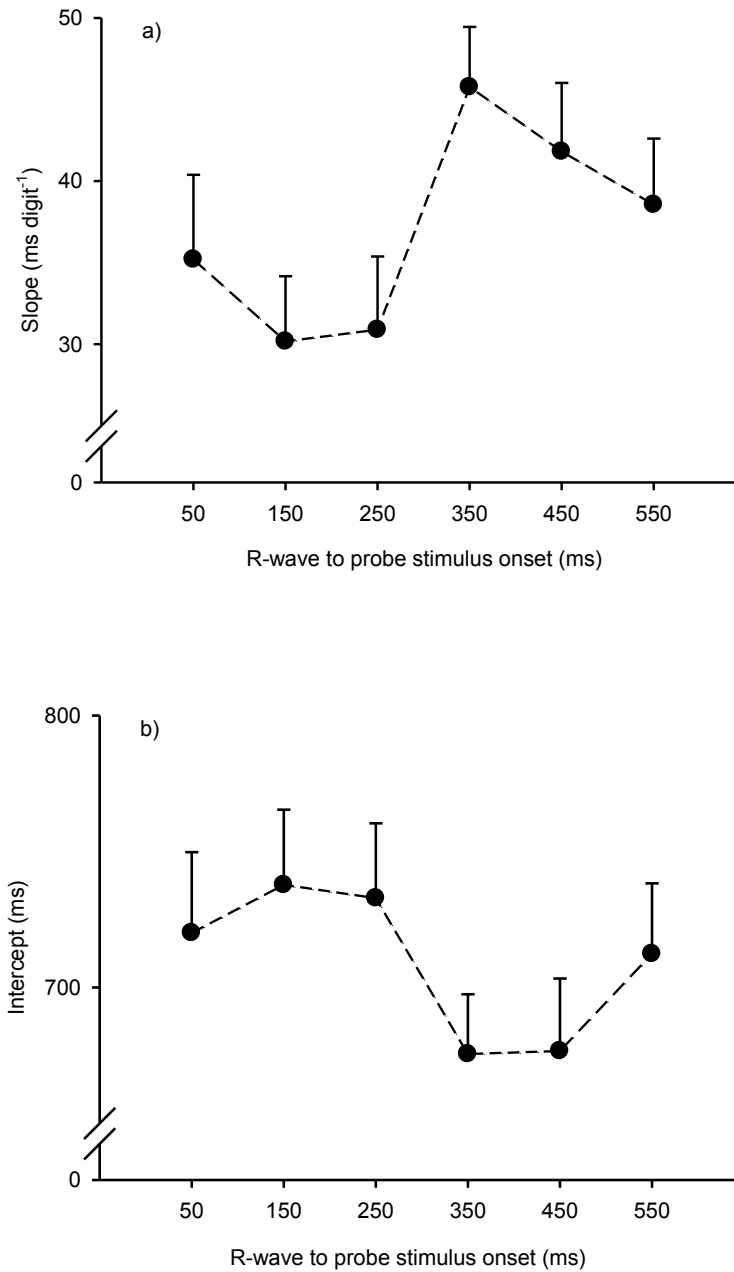 a)
50
40
30
0
Slope (ms digit⁻¹)
50 150 250 350 450 550
R-wave to probe stimulus onset (ms)
b)
800
700
0
Intercept (ms)
50 150 250 350 450 550
R-wave to probe stimulus onset (ms)